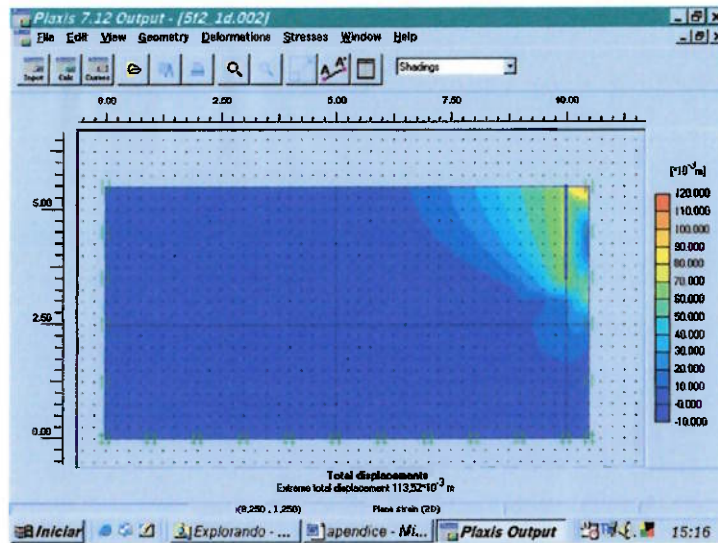 Plaxis 7.12 Output - [5f2_1d.002]
File Edit View Geometry Deformations Stresses Window Help
Input Calc Curves Shadings
0.00 2.50 5.00 7.50 10.00
5.00
2.50
0.00
[*10⁻³m]
120.000
110.000
100.000
90.000
80.000
70.000
60.000
50.000
40.000
30.000
20.000
10.000
-0.000
-10.000
Total displacements
Extreme total displacement 113,52*10⁻³ m
x(8,250 , 1,250) Plane strain (2D)
Iniciar Explorando - ... apendice - Mi... Plaxis Output 15:16